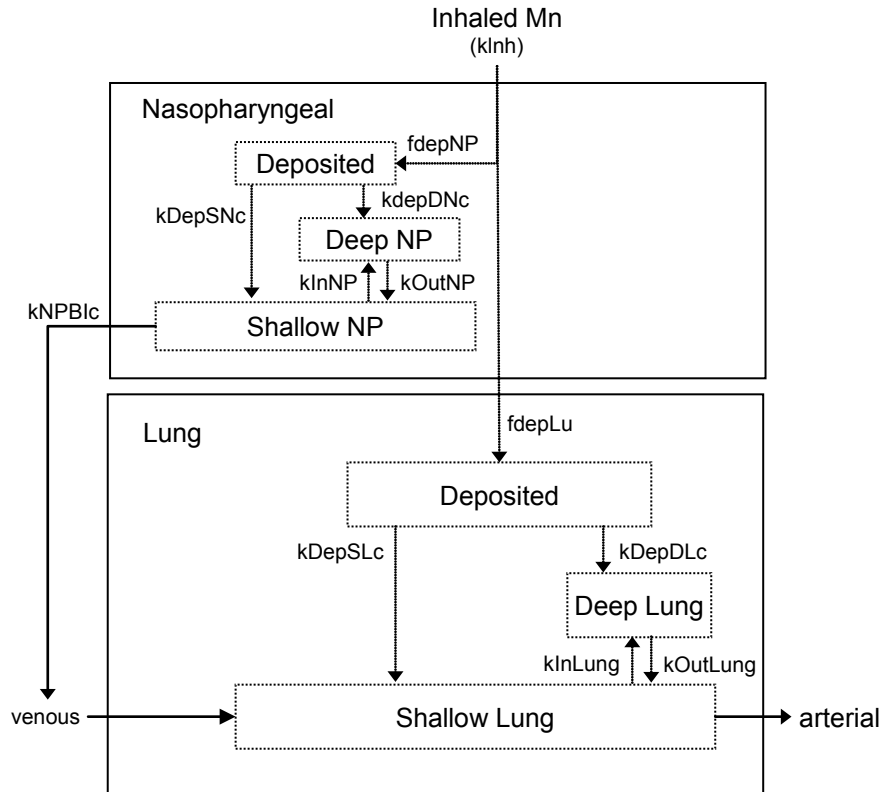 Inhaled Mn
(kInh)
Nasopharyngeal
fdepNP
Deposited
kDepSNc
kdepDNc
Deep NP
kInNP
kOutNP
kNPBlc
Shallow NP
Lung
fdepLu
Deposited
kDepSLc
kDepDLc
Deep Lung
kInLung
kOutLung
venous
Shallow Lung
arterial